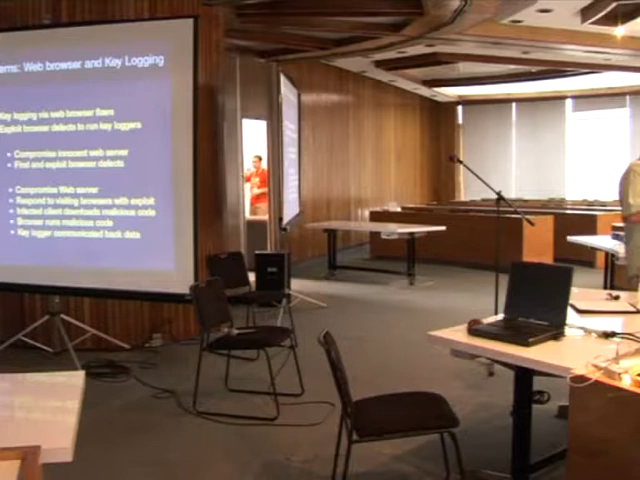 ems: Web browser and Key Logging
Key logging via web browser
Exploit browser defects to run key loggers
Compromise innocent web server
Find and exploit browser defects
Compromise Web server
Respond to visiting browsers with exploit
Infected client downloads malicious code
Browser runs malicious code
Key logger communicated back data